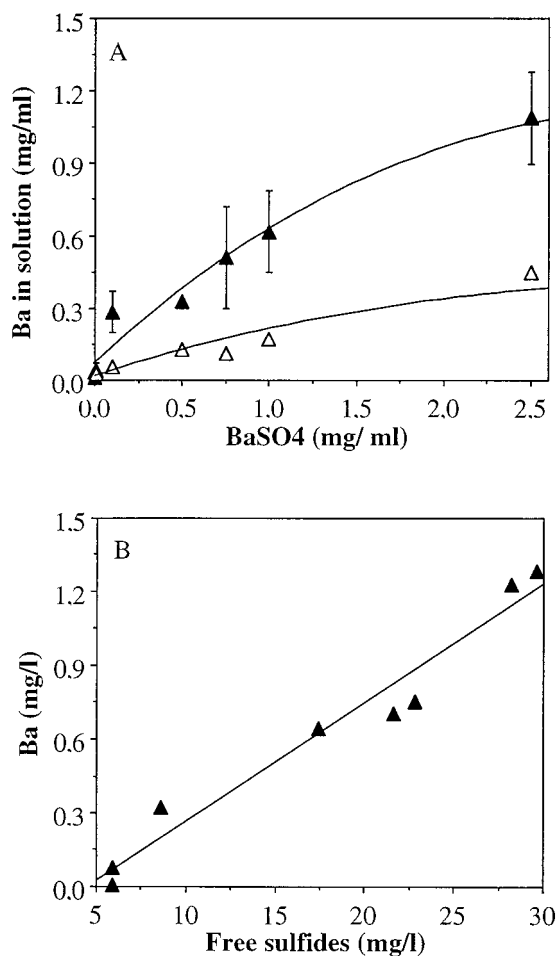 A
Ba in solution (mg/ml)
1.5
1.2
0.9
0.6
0.3
0.0
0.0 0.5 1.0 1.5 2.0 2.5
BaSO4 (mg/ ml)
B
Ba (mg/l)
1.5
1.2
0.9
0.6
0.3
0.0
5 10 15 20 25 30
Free sulfides (mg/l)